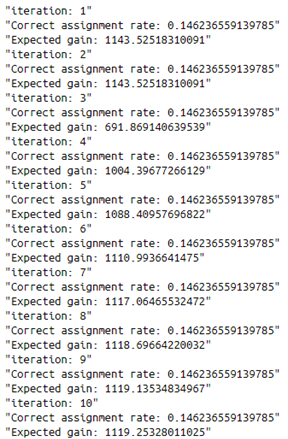 "iteration: 1"
"Correct assignment rate: 0.146236559139785"
"Expected gain: 1143.52518310091"
"iteration: 2"
"Correct assignment rate: 0.146236559139785"
"Expected gain: 1143.52518310091"
"iteration: 3"
"Correct assignment rate: 0.146236559139785"
"Expected gain: 691.869140639539"
"iteration: 4"
"Correct assignment rate: 0.146236559139785"
"Expected gain: 1004.39677266129"
"iteration: 5"
"Correct assignment rate: 0.146236559139785"
"Expected gain: 1088.40957696822"
"iteration: 6"
"Correct assignment rate: 0.146236559139785"
"Expected gain: 1110.9936641475"
"iteration: 7"
"Correct assignment rate: 0.146236559139785"
"Expected gain: 1117.06465532472"
"iteration: 8"
"Correct assignment rate: 0.146236559139785"
"Expected gain: 1118.69664220032"
"iteration: 9"
"Correct assignment rate: 0.146236559139785"
"Expected gain: 1119.13534834967"
"iteration: 10"
"Correct assignment rate: 0.146236559139785"
"Expected gain: 1119.25328011025"